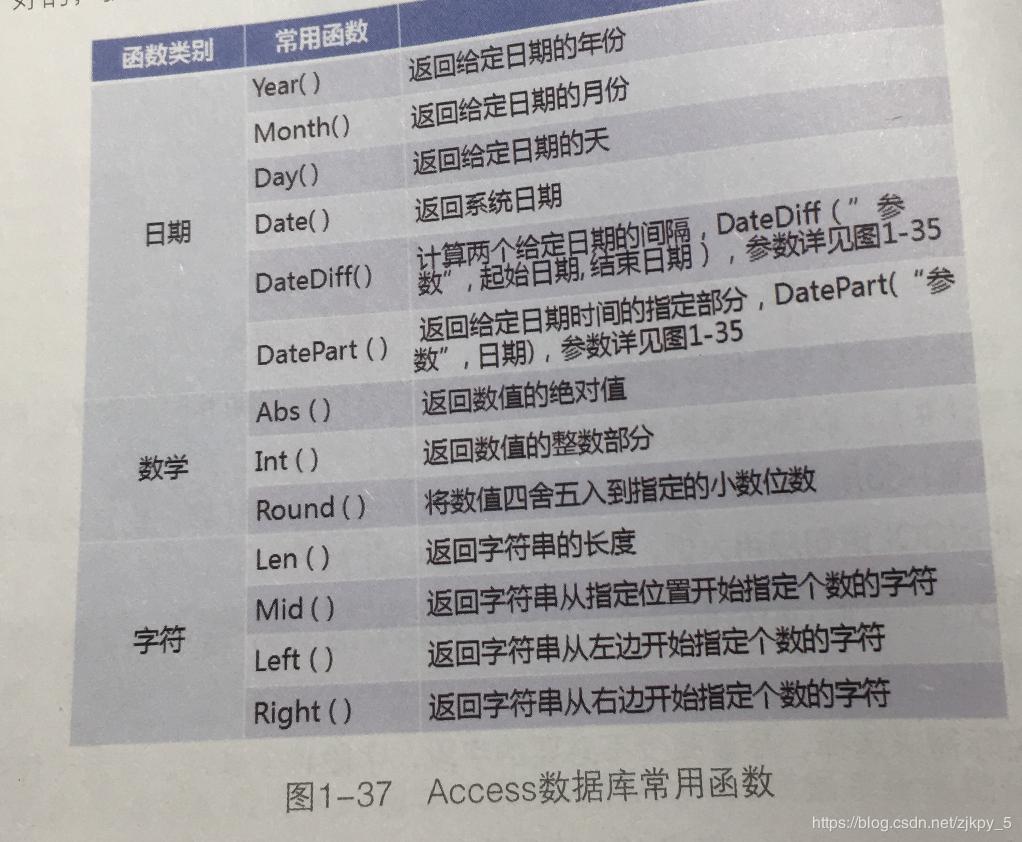 函数类别 常用函数
Year( ) 返回给定日期的年份
Month() 返回给定日期的月份
Day() 返回给定日期的天
日期 Date( ) 返回系统日期
DateDiff() 计算两个给定日期的间隔，DateDiff（“参
数”，起始日期,结束日期），参数详见图1-35
DatePart ( ) 返回给定日期时间的指定部分，DatePart(“参
数”，日期)，参数详见图1-35
Abs ( ) 返回数值的绝对值
数学 Int ( ) 返回数值的整数部分
Round ( ) 将数值四舍五入到指定的小数位数
Len ( ) 返回字符串的长度
Mid ( ) 返回字符串从指定位置开始指定个数的字符
字符 Left ( ) 返回字符串从左边开始指定个数的字符
Right ( ) 返回字符串从右边开始指定个数的字符
图1-37 Access数据库常用函数
https://blog.csdn.net/zjkpy_5